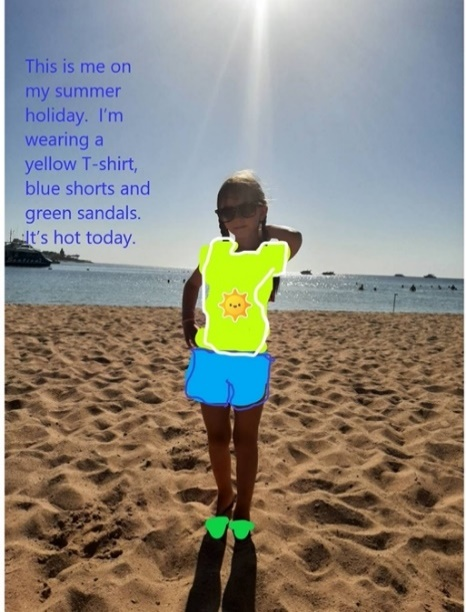 This is me on
my summer
holiday.  I'm
wearing a
yellow T-shirt,
blue shorts and
green sandals.
It's hot today.